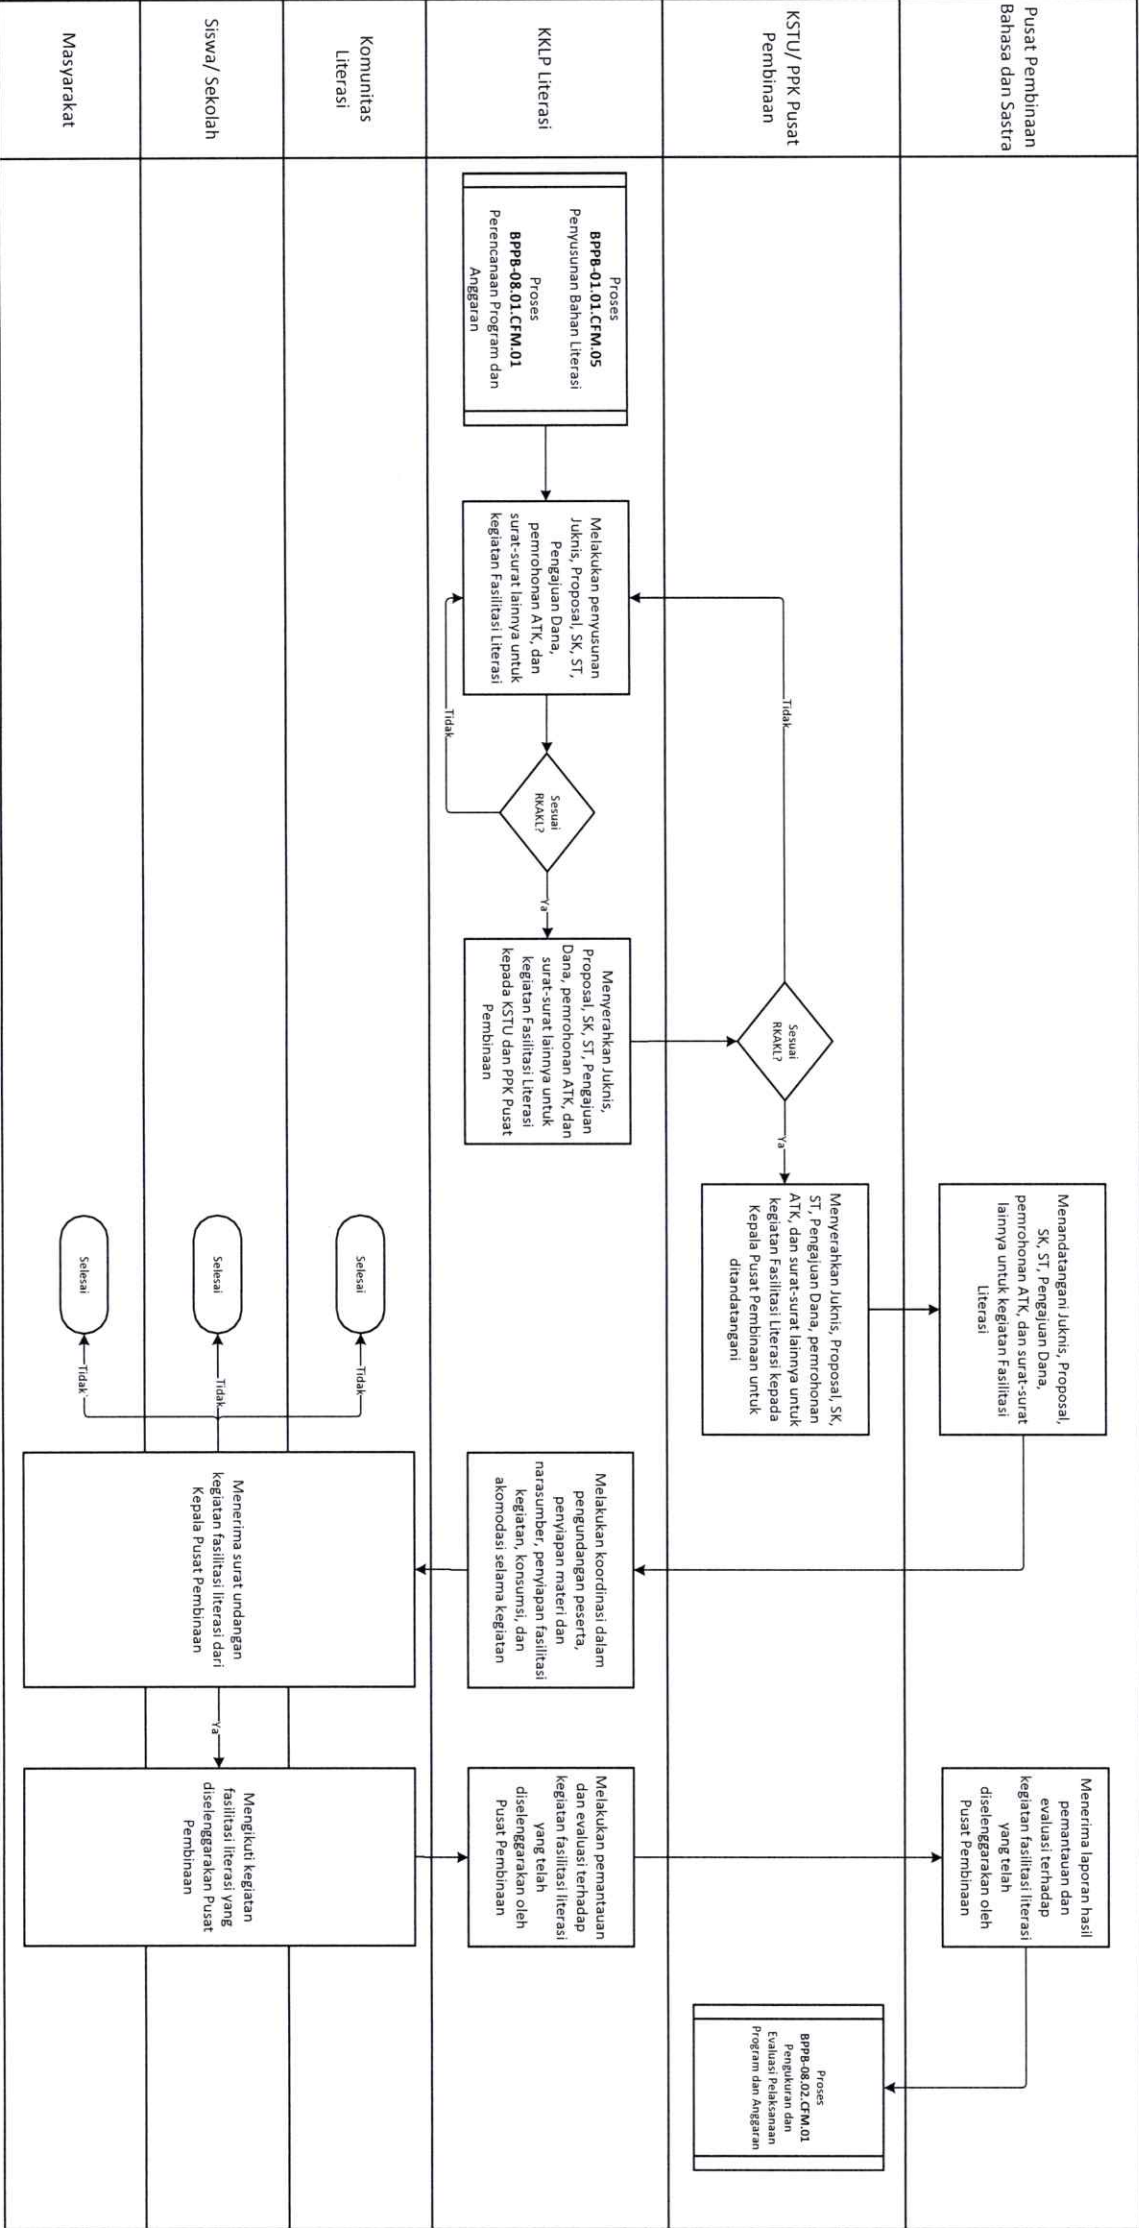 Pusat Pembinaan
Bahasa dan Sastra
KSTU/ PPK Pusat
Pembinaan
KKLP Literasi
Komunitas
Literasi
Siswa/ Sekolah
Masyarakat
Proses
BPPB-01.01.CFM.05
Penyusunan Bahan Literasi
Proses
BPPB-08.01.CFM.01
Perencanaan Program dan
Anggaran
Melakukan penyusunan
Juknis, Proposal, SK, ST,
Pengajuan Dana,
pemrohonan ATK, dan
surat-surat lainnya untuk
kegiatan Fasilitasi Literasi
Sesuai
RKAKL?
Tidak
Ya
Menyerahkan Juknis,
Proposal, SK, ST, Pengajuan
Dana, pemrohonan ATK, dan
surat-surat lainnya untuk
kegiatan Fasilitasi Literasi
kepada KSTU dan PPK Pusat
Pembinaan
Sesuai
RKAKL?
Tidak
Ya
Menyerahkan Juknis, Proposal, SK,
ST, Pengajuan Dana, pemrohonan
ATK, dan surat-surat lainnya untuk
kegiatan Fasilitasi Literasi kepada
Kepala Pusat Pembinaan untuk
ditandatangani
Menandatangani Juknis, Proposal,
SK, ST, Pengajuan Dana,
pemrohonan ATK, dan surat-surat
lainnya untuk kegiatan Fasilitasi
Literasi
Melakukan koordinasi dalam
pengundangan peserta,
penyiapan materi dan
narasumber, penyiapan fasilitasi
kegiatan, konsumsi, dan
akomodasi selama kegiatan
Menerima surat undangan
kegiatan fasilitasi literasi dari
Kepala Pusat Pembinaan
Tidak
Selesai
Tidak
Selesai
Tidak
Selesai
Ya
Mengikuti kegiatan
fasilitasi literasi yang
diselenggarakan Pusat
Pembinaan
Melakukan pemantauan
dan evaluasi terhadap
kegiatan fasilitasi literasi
yang telah
diselenggarakan oleh
Pusat Pembinaan
Menerima laporan hasil
pemantauan dan
evaluasi terhadap
kegiatan fasilitasi literasi
yang telah
diselenggarakan oleh
Pusat Pembinaan
Proses
BPPB-08.02.CFM.01
Pengukuran dan
Evaluasi Pelaksanaan
Program dan Anggaran